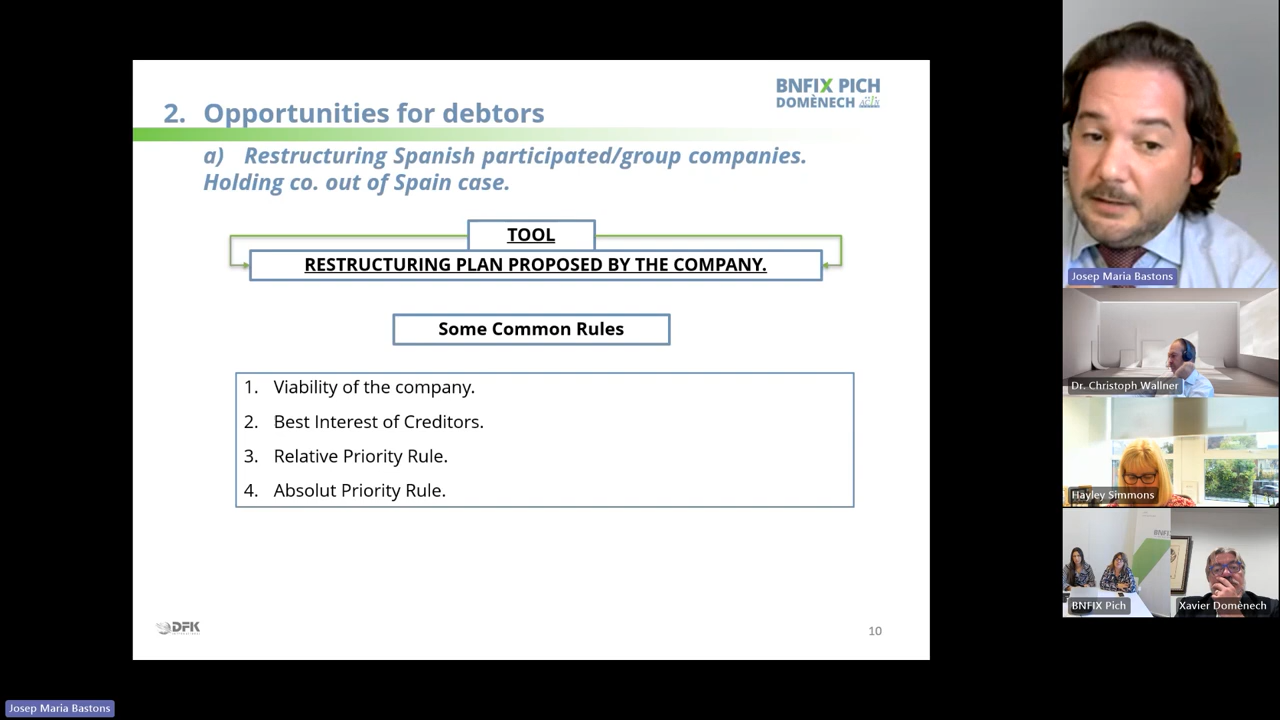 BNFIX PICH
DOMÈNECH
2. Opportunities for debtors
a) Restructuring Spanish participated/group companies.
Holding co. out of Spain case.
TOOL
RESTRUCTURING PLAN PROPOSED BY THE COMPANY.
Some Common Rules
1. Viability of the company.
2. Best Interest of Creditors.
3. Relative Priority Rule.
4. Absolut Priority Rule.
DFK
10
Josep Maria Bastons
Dr. Christoph Wallner
Hayley Simmons
BNFIX Pich
Xavier Domènech
Josep Maria Bastons